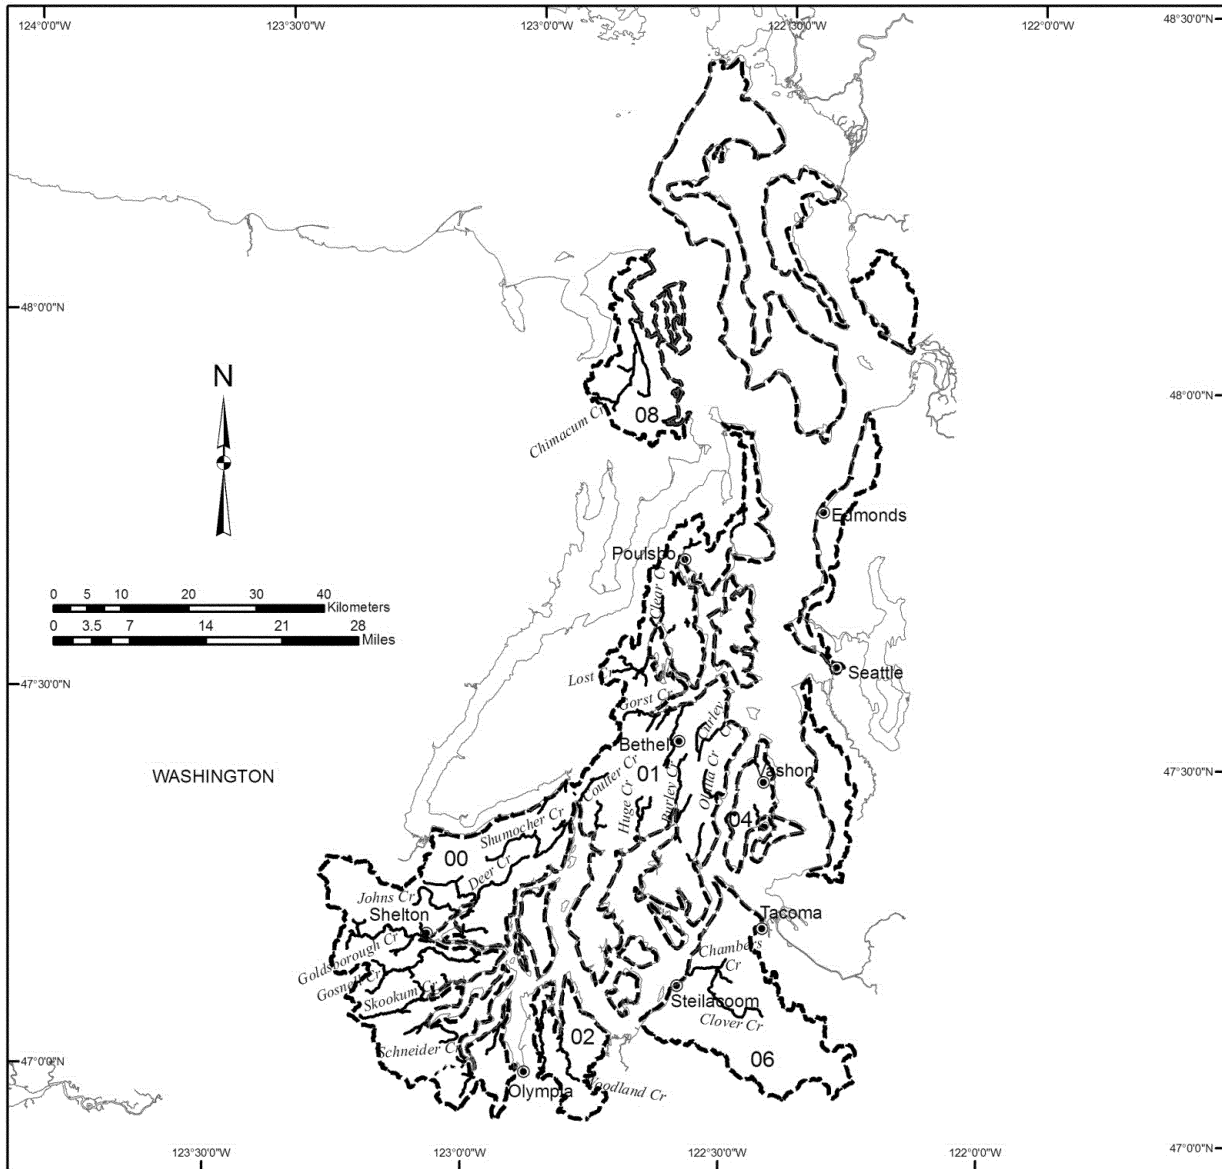 124°0'0"W
123°30'0"W
123°0'0"W
122°30'0"W
122°0'0"W
48°30'0"N
48°0'0"N
N
48°0'0"N
08
Chimacum Cr
Edmonds
Poulsbo
Clear Cr
0 5 10 20 30 40
Kilometers
0 3.5 7 14 21 28
Miles
Lost Cr
Seattle
47°30'0"N
Gorst Cr
Curley Cr
Bethel
WASHINGTON
01
Coulter Cr
Huge Cr
Burley Cr
Olalla Cr
Vashon
47°30'0"N
04
Shumocher Cr
00
Deer Cr
Johns Cr
Shelton
Tacoma
Goldsborough Cr
Gosnell Cr
Chambers
Cr
Skookum Cr
Steilacoom
Clover Cr
Schneider Cr
02
06
47°0'0"N
Olympia
Woodland Cr
123°30'0"W
123°0'0"W
122°30'0"W
122°0'0"W
47°0'0"N